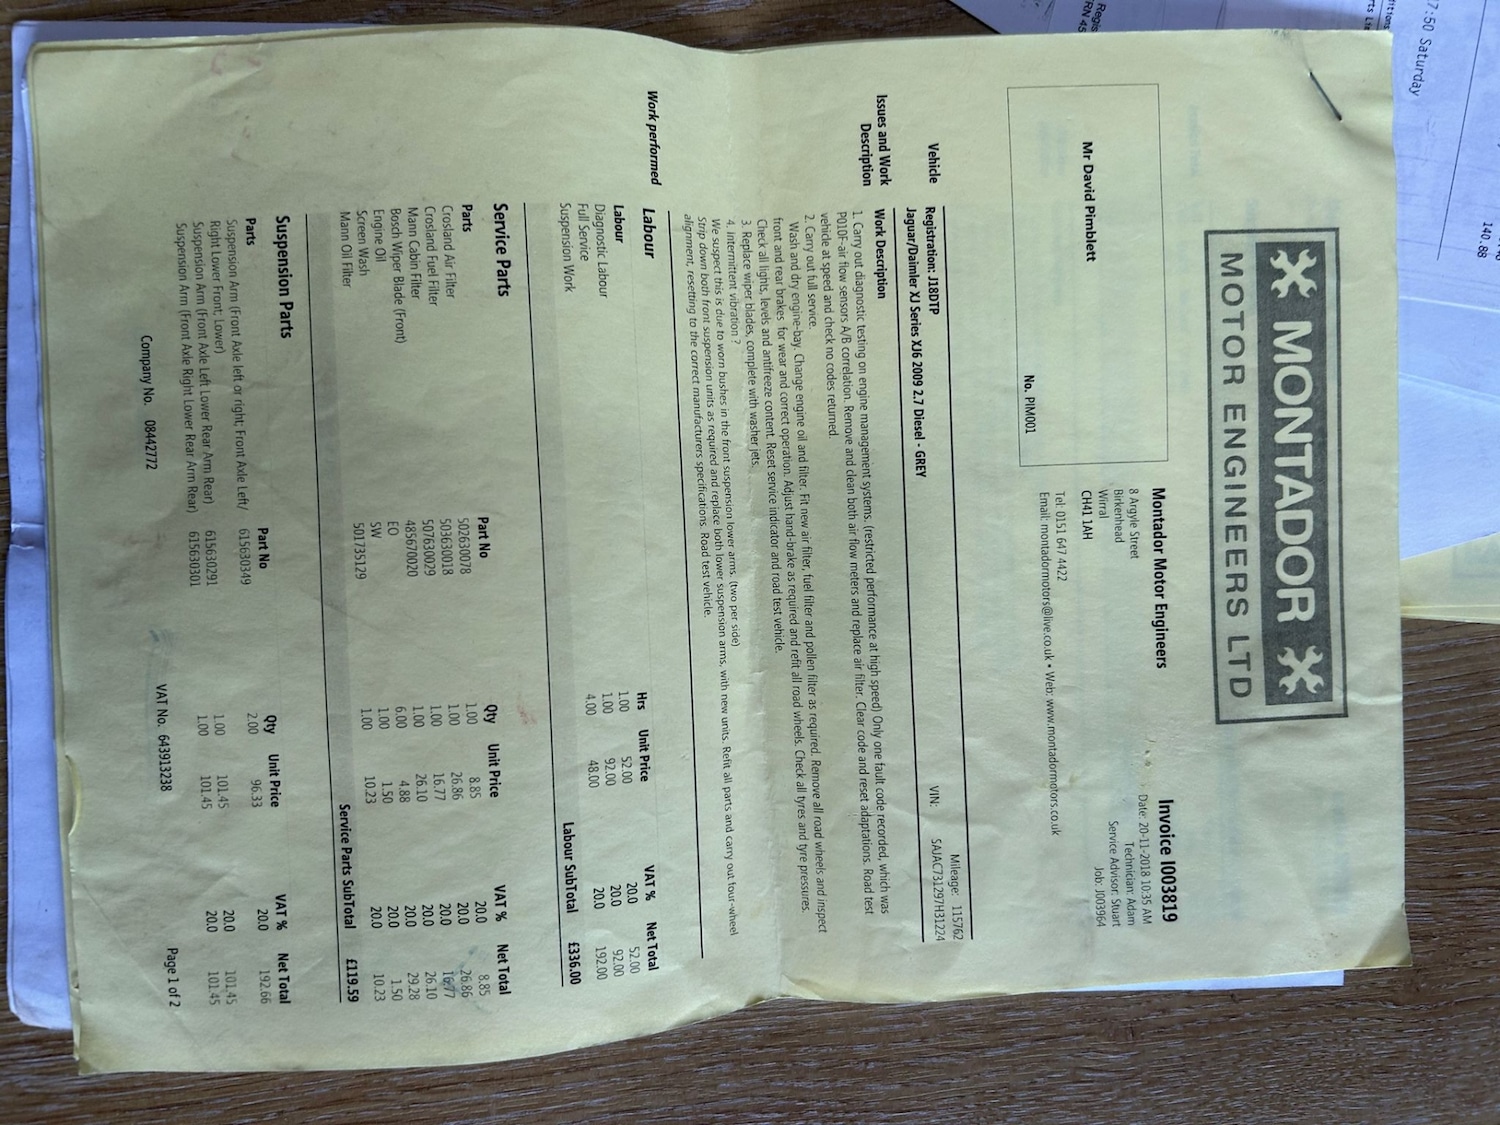 MONTADOR
MOTOR ENGINEERS LTD
Montador Motor Engineers
8 Argyle Street
Birkenhead
Wirral
CH41 1AH
Tel: 0151 647 4422
Email: montadormotors@live.co.uk • Web: www.montadormotors.co.uk
Invoice I003819
Date: 20-11-2018 10:35 AM
Technician: Adam
Service Advisor: Stuart
Job: J003964
Mr David Pimblett
No. PIM001
Mileage: 115762
Vehicle Registration: J18DTP VIN: SAJAC731297H31224
Jaguar/Daimler XJ Series XJ6 2009 2.7 Diesel - GREY
Issues and Work Description
Work Description
1. Carry out diagnostic testing on engine management systems. (restricted performance at high speed) Only one fault code recorded, which was
P010F-air flow sensors A/B correlation. Remove and clean both air flow meters and replace air filter. Clear code and reset adaptations. Road test
vehicle at speed and check no codes returned.
2. Carry out full service.
Wash and dry engine-bay. Change engine oil and filter. Fit new air filter, fuel filter and pollen filter as required. Remove all road wheels and inspect
front and rear brakes for wear and correct operation. Adjust hand-brake as required and refit all road wheels. Check all tyres and tyre pressures.
Check all lights, levels and antifreeze content. Reset service indicator and road test vehicle.
3. Replace wiper blades, complete with washer jets.
4. Intermittent vibration ?
We suspect this is due to worn bushes in the front suspension lower arms. (two per side)
Strip down both front suspension units as required and replace both lower suspension arms, with new units. Refit all parts and carry out four-wheel
alignment, resetting to the correct manufacturers specifications. Road test vehicle.
Work performed
Labour
Labour Hrs Unit Price VAT % Net Total
Diagnostic Labour 1.00 52.00 20.0 52.00
Full Service 1.00 92.00 20.0 92.00
Suspension Work 4.00 48.00 20.0 192.00
Labour SubTotal £336.00
Service Parts
Parts Part No Qty Unit Price VAT % Net Total
Crosland Air Filter 502630078 1.00 8.85 20.0 8.85
Crosland Fuel Filter 503630018 1.00 26.86 20.0 26.86
Mann Cabin Filter 507630029 1.00 16.77 20.0 16.77
Bosch Wiper Blade (Front) 485670020 1.00 26.10 20.0 26.10
Engine Oil EO 6.00 4.88 20.0 29.28
Screen Wash SW 1.00 1.50 20.0 1.50
Mann Oil Filter 501735129 1.00 10.23 20.0 10.23
Service Parts SubTotal £119.59
Suspension Parts
Parts Part No Qty Unit Price VAT % Net Total
Suspension Arm (Front Axle left or right; Front Axle Left/ 615630349 2.00 96.33 20.0 192.66
Right Lower Front; Lower)
Suspension Arm (Front Axle Left Lower Rear Arm Rear) 615630291 1.00 101.45 20.0 101.45
Suspension Arm (Front Axle Right Lower Rear Arm Rear) 615630301 1.00 101.45 20.0 101.45
Company No. 08442772 VAT No. 643913238 Page 1 of 2
7:50 Saturday
140.88